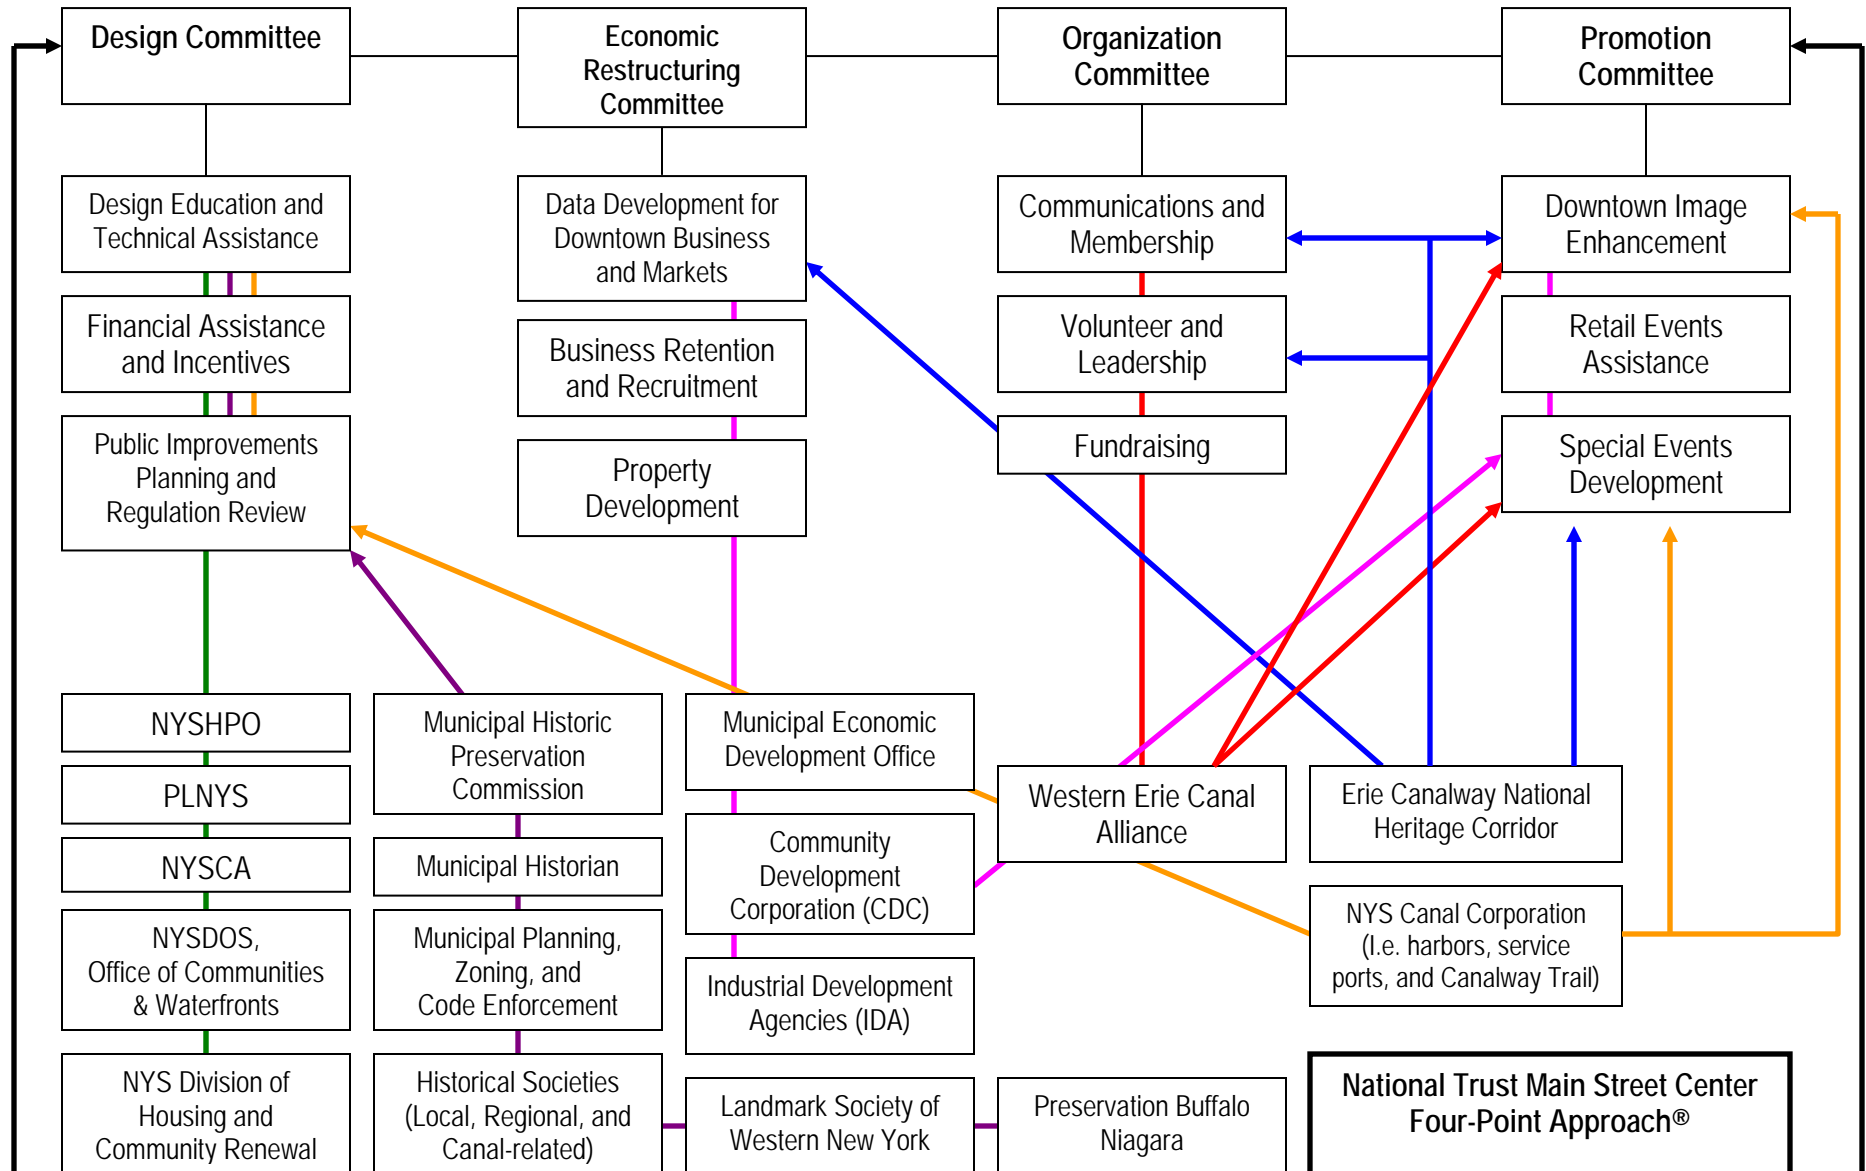 Design Committee
Economic
Restructuring
Committee
Organization
Committee
Promotion
Committee
Design Education and
Technical Assistance
Data Development for
Downtown Business
and Markets
Communications and
Membership
Downtown Image
Enhancement
Financial Assistance
and Incentives
Business Retention
and Recruitment
Volunteer and
Leadership
Retail Events
Assistance
Public Improvements
Planning and
Regulation Review
Property
Development
Fundraising
Special Events
Development
NYSHPO
PLNYS
NYSCA
NYSDOS,
Office of Communities
& Waterfronts
NYS Division of
Housing and
Community Renewal
Municipal Historic
Preservation
Commission
Municipal Historian
Municipal Planning,
Zoning, and
Code Enforcement
Historical Societies
(Local, Regional, and
Canal-related)
Municipal Economic
Development Office
Community
Development
Corporation (CDC)
Industrial Development
Agencies (IDA)
Landmark Society of
Western New York
Western Erie Canal
Alliance
Preservation Buffalo
Niagara
Erie Canalway National
Heritage Corridor
NYS Canal Corporation
(I.e. harbors, service
ports, and Canalway Trail)
National Trust Main Street Center
Four-Point Approach®